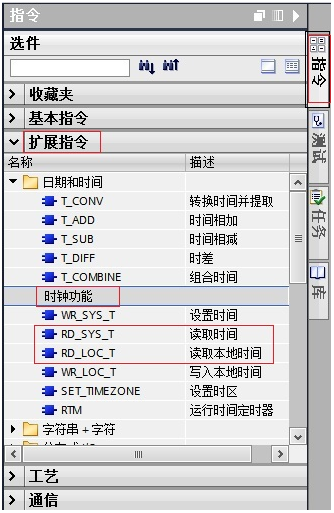 指令
选件
收藏夹
基本指令
扩展指令
名称 描述
日期和时间
T_CONV 转换时间并提取
T_ADD 时间相加
T_SUB 时间相减
T_DIFF 时差
T_COMBINE 组合时间
时钟功能
WR_SYS_T 设置时间
RD_SYS_T 读取时间
RD_LOC_T 读取本地时间
WR_LOC_T 写入本地时间
SET_TIMEZONE 设置时区
RTM 运行时间定时器
字符串 + 字符
工艺
通信
指令
测试
任务
库